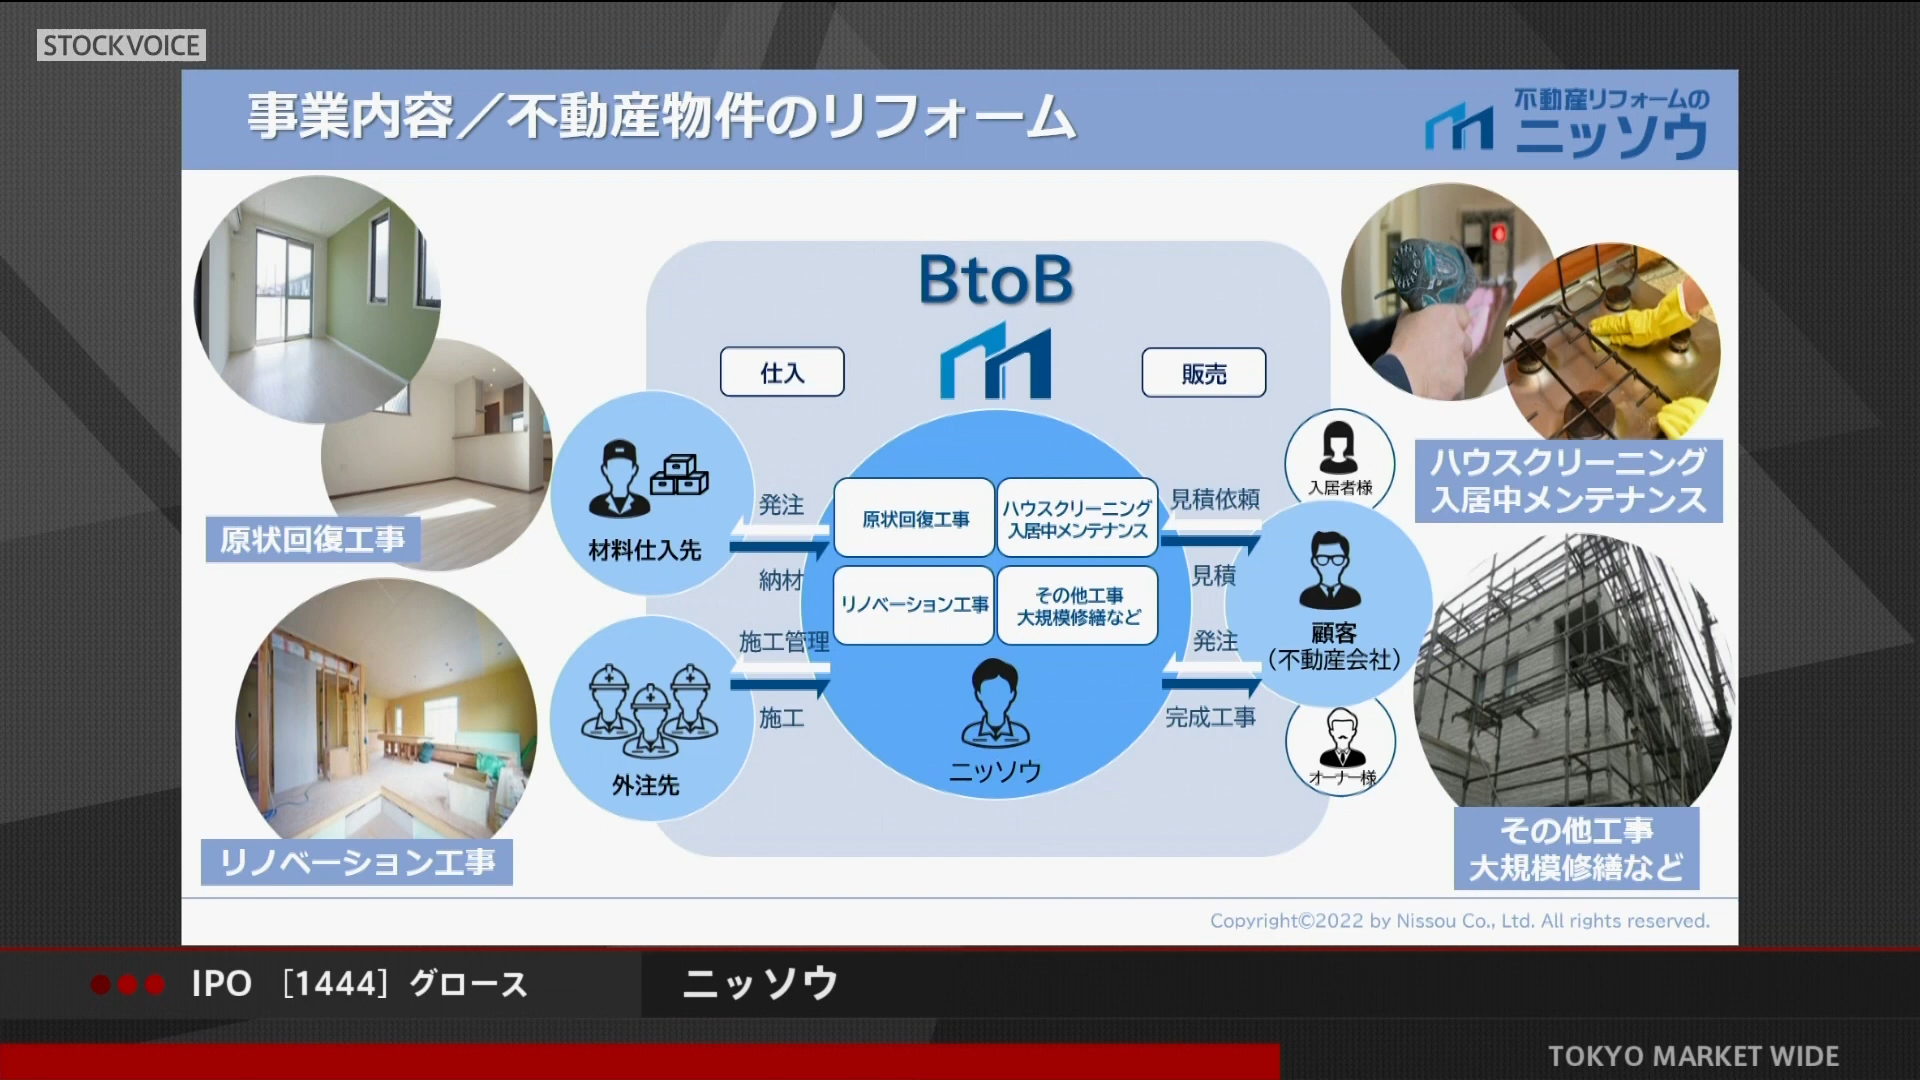 STOCKVOICE
事業内容／不動産物件のリフォーム
不動産リフォームの
ニッソウ
BtoB
仕入
販売
原状回復工事
リノベーション工事
材料仕入先
外注先
発注
納材
施工管理
施工
原状回復工事
ハウスクリーニング
入居中メンテナンス
リノベーション工事
その他工事
大規模修繕など
ニッソウ
見積依頼
見積
発注
完成工事
入居者様
顧客
（不動産会社）
オーナー様
ハウスクリーニング
入居中メンテナンス
その他工事
大規模修繕など
Copyright©2022 by Nissou Co., Ltd. All rights reserved.
IPO ［1444］グロース
ニッソウ
TOKYO MARKET WIDE